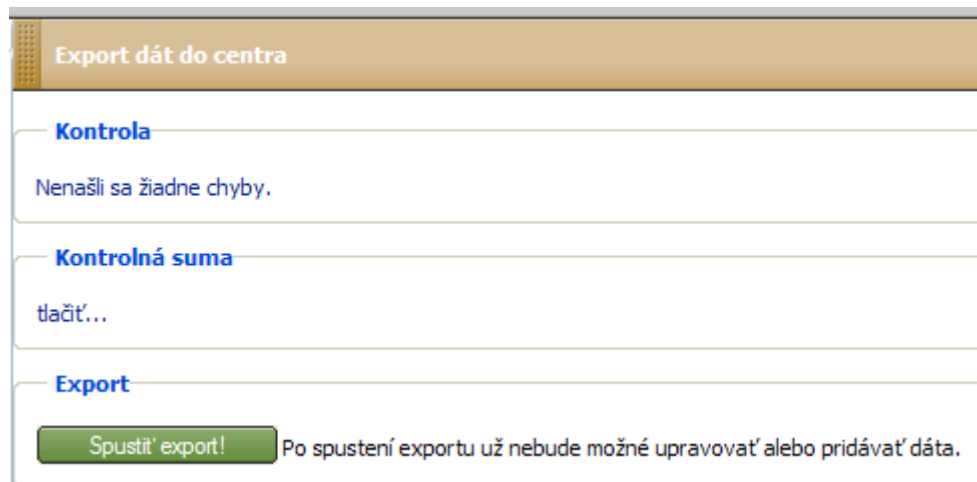 Export dát do centra
Kontrola
Nenašli sa žiadne chyby.
Kontrolná suma
tlačiť...
Export
Spustiť export! Po spustení exportu už nebude možné upravovať alebo pridávať dáta.